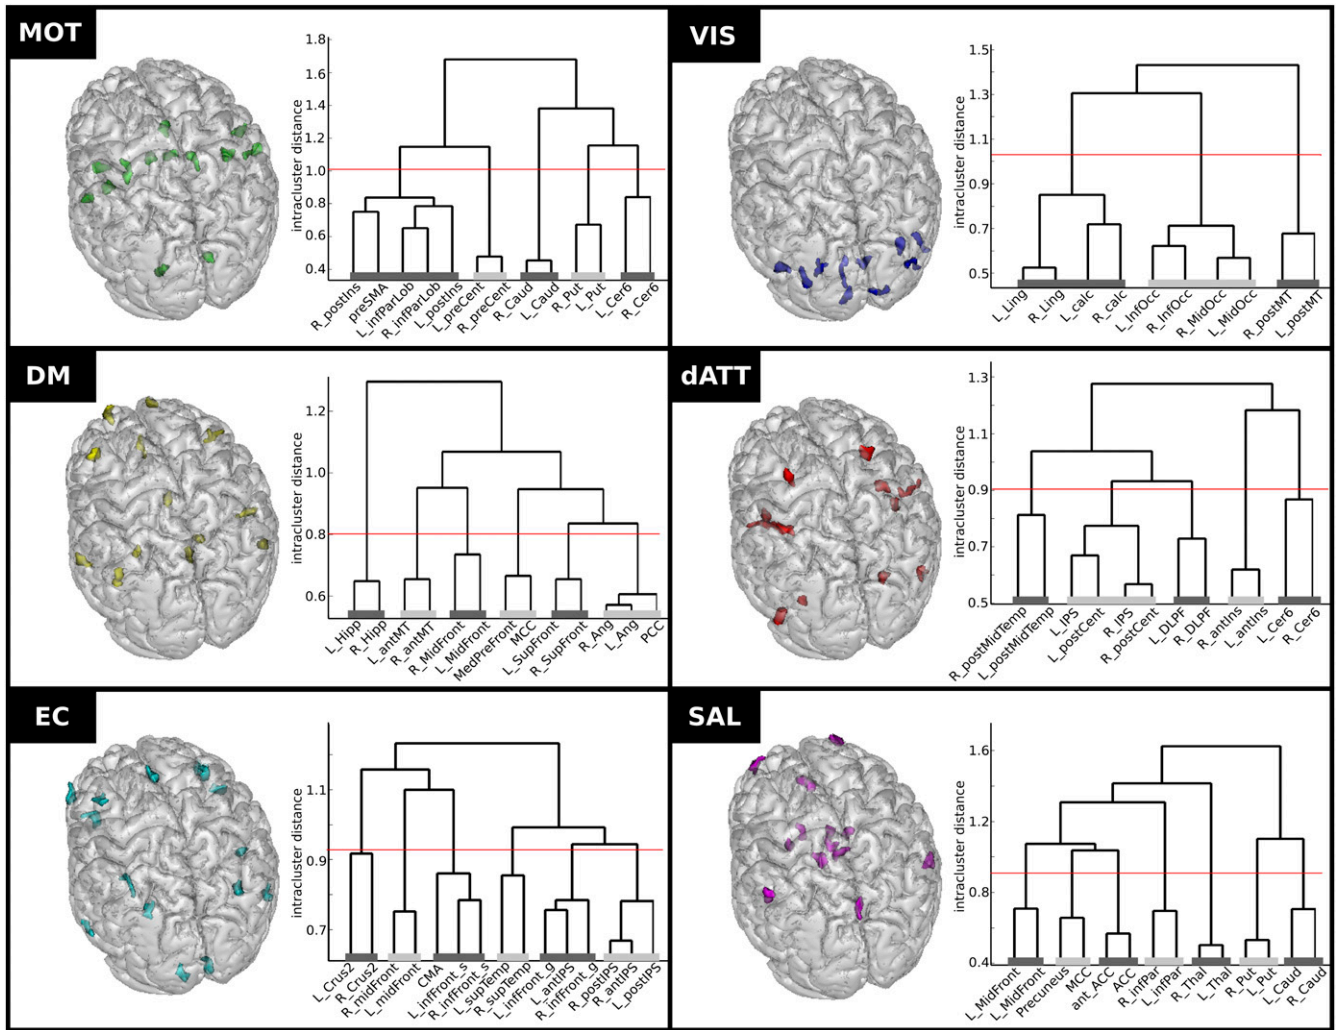 MOT
1.8
1.6
1.4
1.2
1.0
0.8
0.6
0.4
intracluster distance
R_postIns
preSMA
L_infParLob
R_infParLob
L_postIns
L_preCent
R_preCent
R_Caud
L_Caud
R_Put
L_Put
L_Cer6
R_Cer6
VIS
1.5
1.3
1.1
0.9
0.7
0.5
intracluster distance
L_Ling
R_Ling
L_calc
R_calc
L_InfOcc
R_InfOcc
R_MidOcc
L_MidOcc
R_postMT
L_postMT
DM
1.2
1.0
0.8
0.6
intracluster distance
L_Hipp
R_Hipp
L_antMT
R_antMT
R_MidFront
L_MidFront
MedPreFront
MCC
L_SupFront
R_SupFront
R_Ang
L_Ang
PCC
dATT
1.3
1.1
0.9
0.7
0.5
intracluster distance
R_postMidTemp
L_postMidTemp
L_IPS
L_postCent
R_IPS
R_postCent
L_DLPF
R_DLPF
R_antIns
L_antIns
L_Cer6
R_Cer6
EC
1.1
0.9
0.7
intracluster distance
L_Crus2
R_Crus2
R_midFront
L_midFront
CMA
L_infFront_s
R_infFront_s
L_supTemp
R_supTemp
L_infFront_g
L_antIPS
R_infFront_g
R_postIPS
R_antIPS
L_postIPS
SAL
1.6
1.2
0.8
0.4
intracluster distance
L_MidFront
L_MidFront
Precuneus
MCC
ant_ACC
ACC
R_infPar
L_infPar
R_Thal
L_Thal
R_Put
L_Put
L_Caud
R_Caud